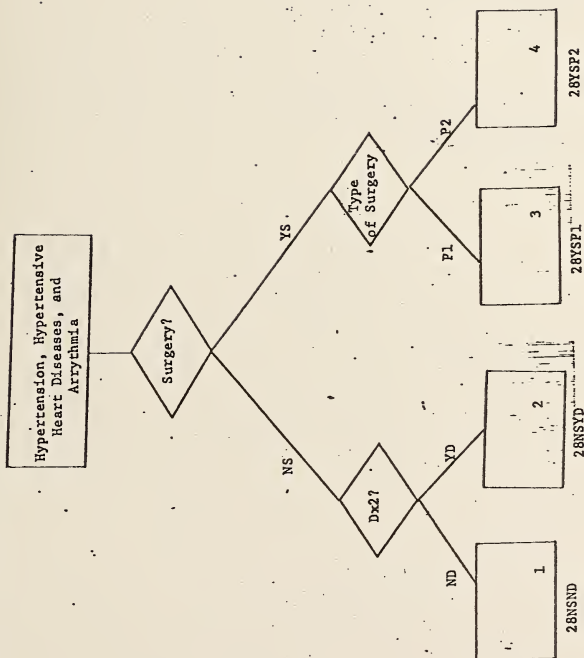 Hypertension, Hypertensive
Heart Diseases, and
Arrythmia
Surgery?
NS
YS
Dx2?
Type
of Surgery
ND
YD
P1
P2
1
2
3
4
28NSND
28NSYD
28YSP1
28YSP2